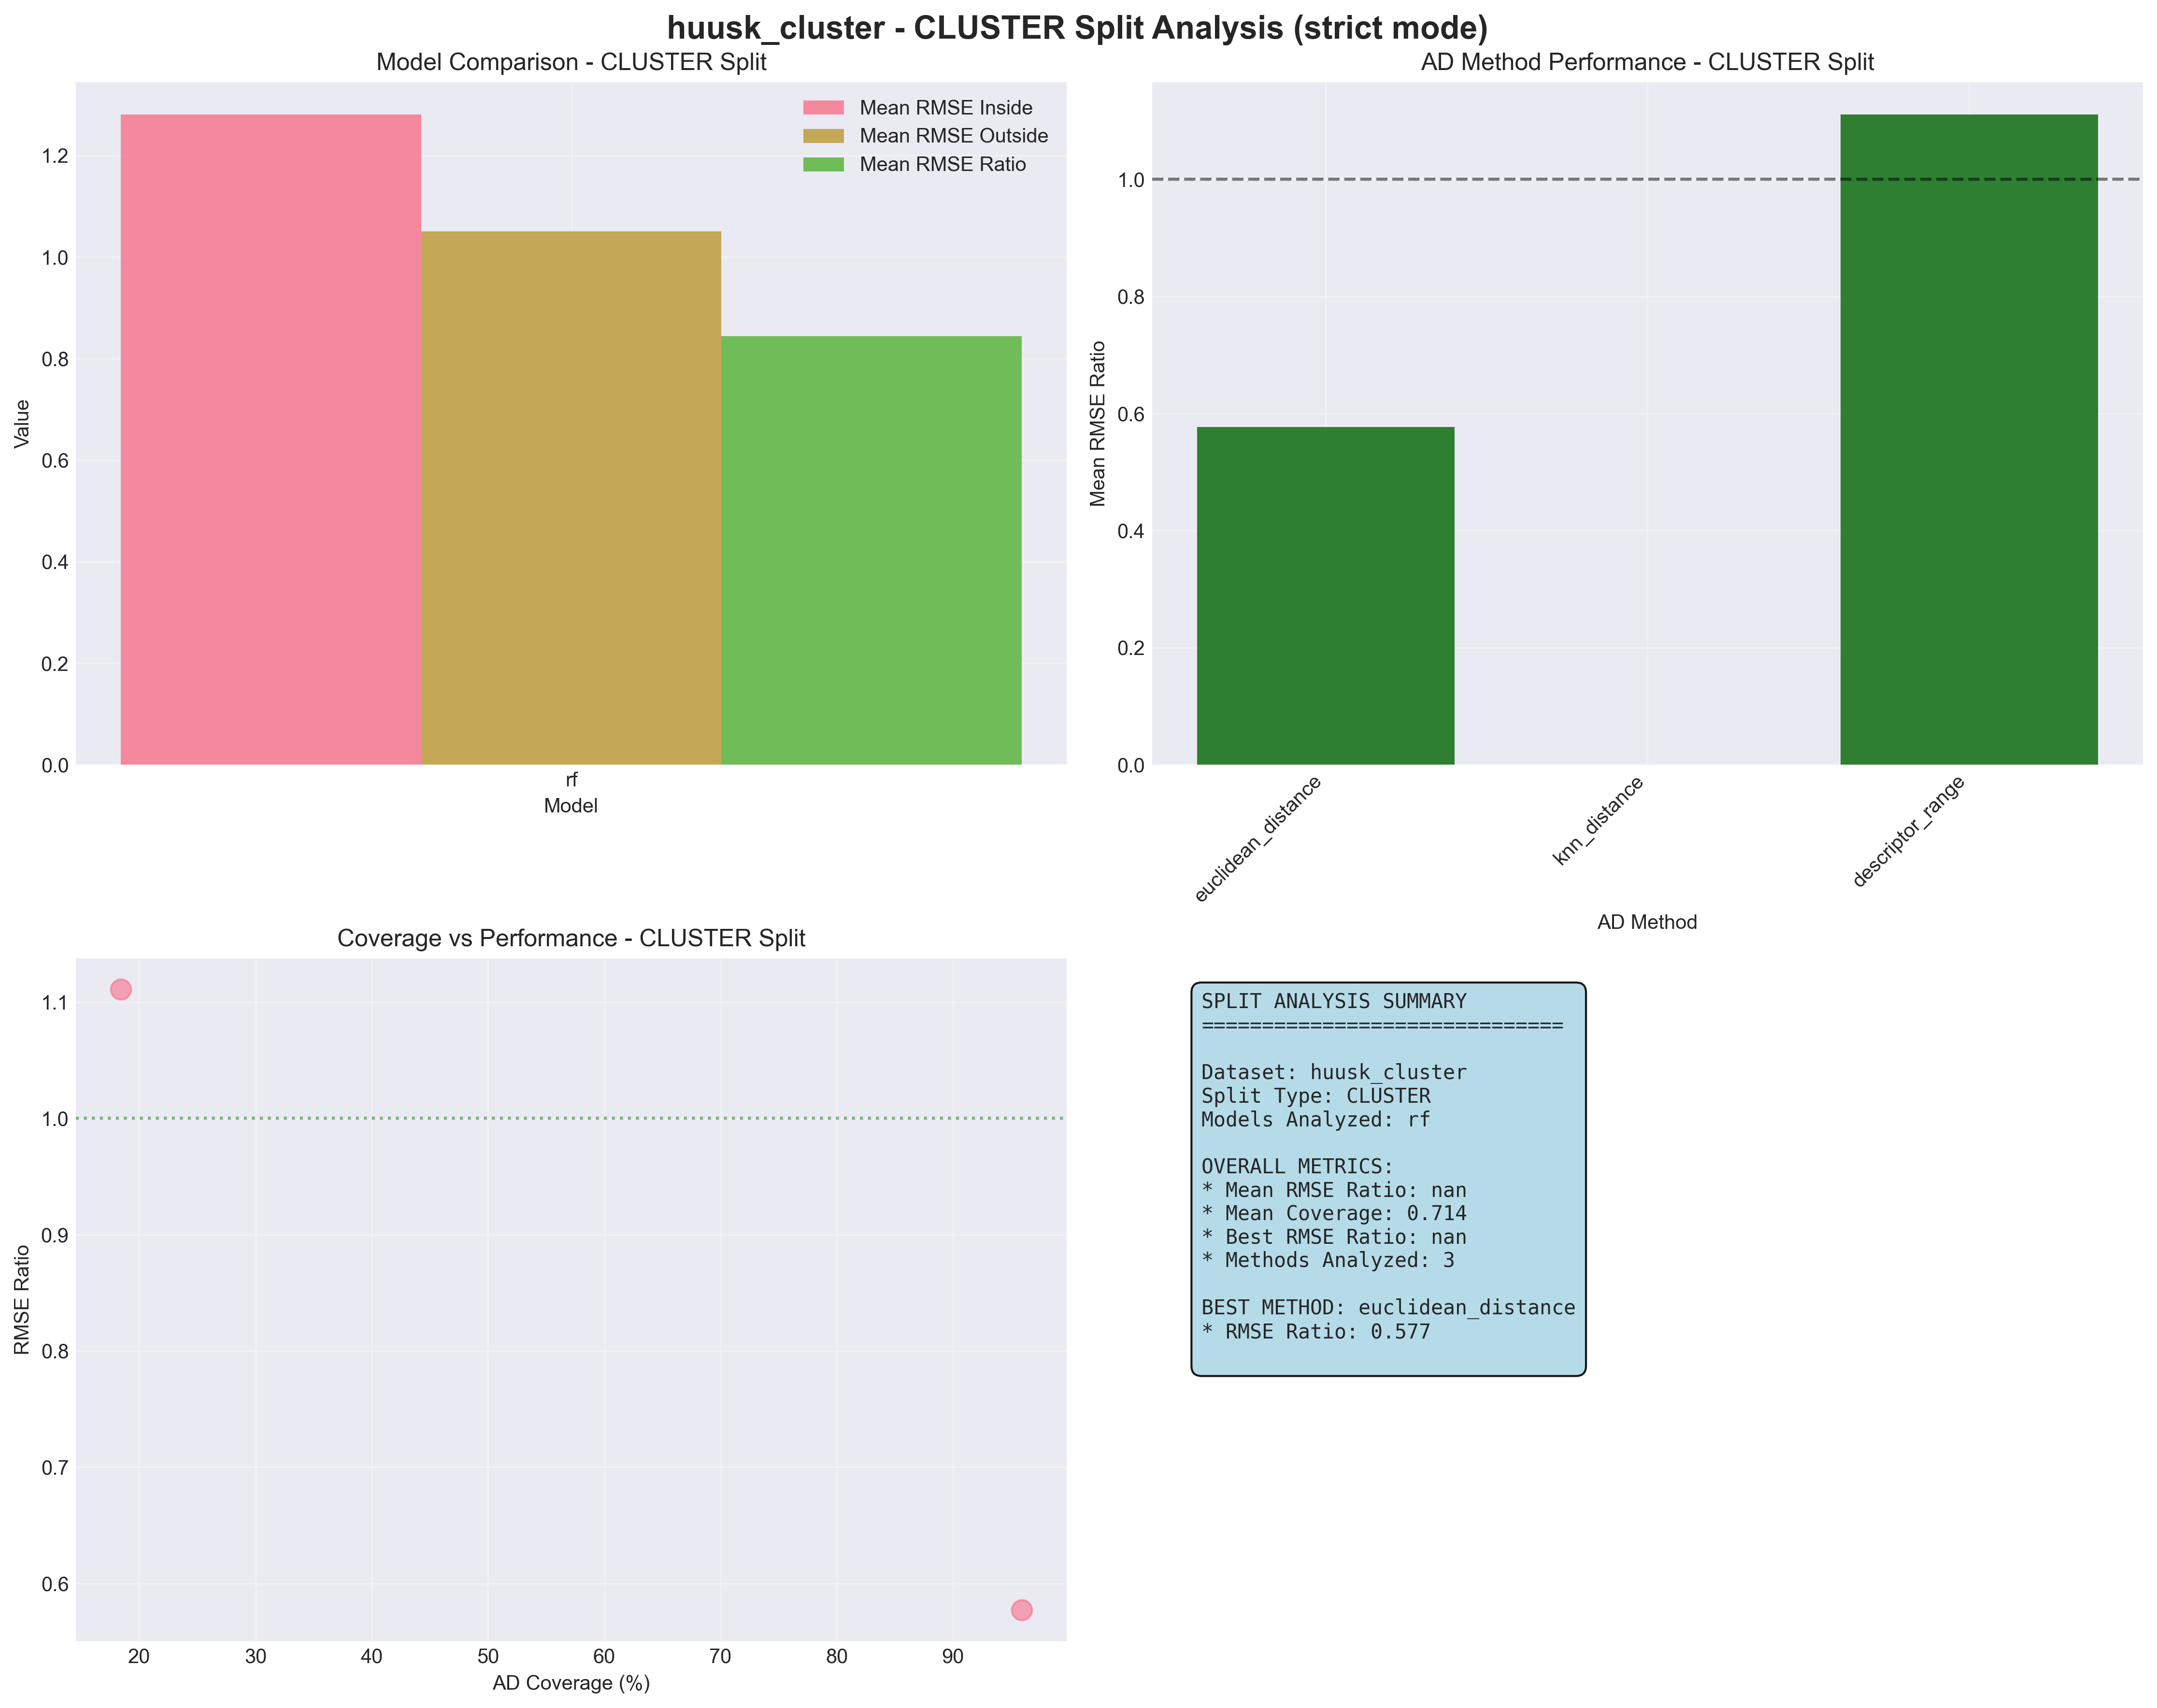 huusk_cluster - CLUSTER Split Analysis (strict mode)
Model Comparison - CLUSTER Split
Mean RMSE Inside
Mean RMSE Outside
Mean RMSE Ratio
Value
1.2
1.0
0.8
0.6
0.4
0.2
0.0
rf
Model
AD Method Performance - CLUSTER Split
Mean RMSE Ratio
1.0
0.8
0.6
0.4
0.2
0.0
euclidean_distance
knn_distance
descriptor_range
AD Method
Coverage vs Performance - CLUSTER Split
RMSE Ratio
1.1
1.0
0.9
0.8
0.7
0.6
20 30 40 50 60 70 80 90
AD Coverage (%)
SPLIT ANALYSIS SUMMARY
==============================
Dataset: huusk_cluster
Split Type: CLUSTER
Models Analyzed: rf
OVERALL METRICS:
* Mean RMSE Ratio: nan
* Mean Coverage: 0.714
* Best RMSE Ratio: nan
* Methods Analyzed: 3
BEST METHOD: euclidean_distance
* RMSE Ratio: 0.577